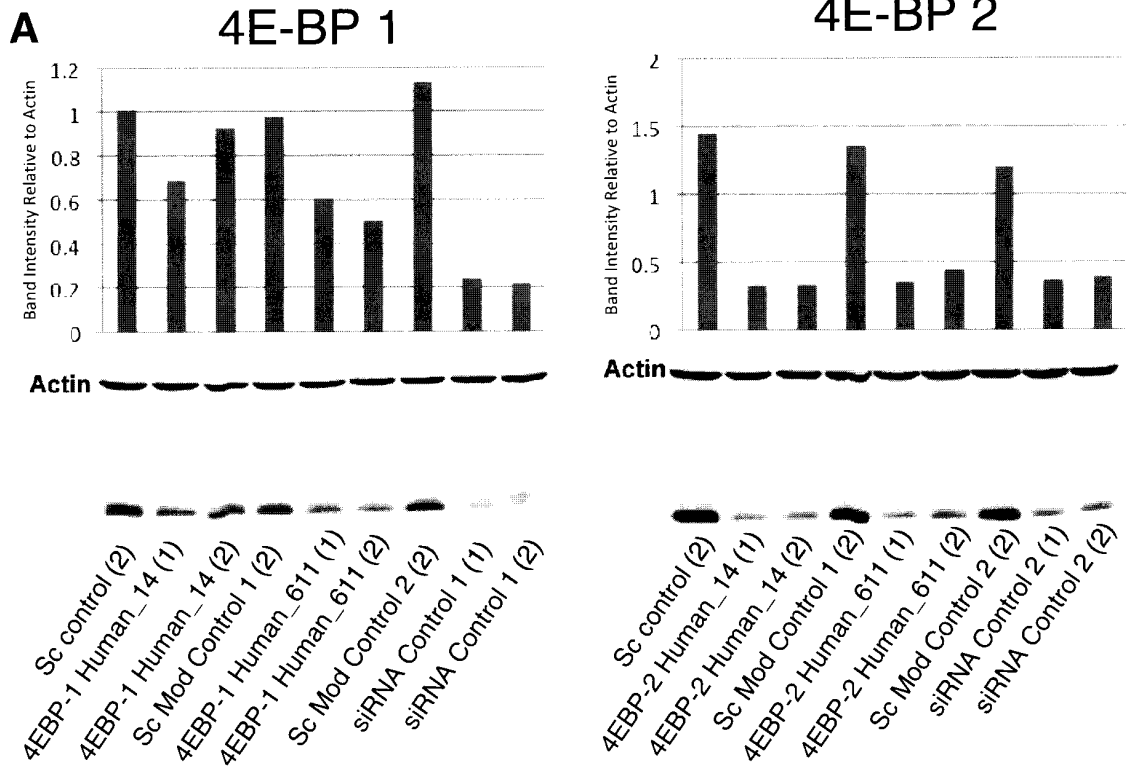 A
4E-BP 1
Band Intensity Relative to Actin
1.2
1
0.8
0.6
0.4
0.2
0
Actin
Sc control (2)
4EBP-1 Human_14 (1)
4EBP-1 Human_14 (2)
Sc Mod Control 1 (2)
4EBP-1 Human_611 (1)
4EBP-1 Human_611 (2)
Sc Mod Control 2 (2)
siRNA Control 1 (1)
siRNA Control 1 (2)
4E-BP 2
Band Intensity Relative to Actin
2
1.5
1
0.5
0
Actin
Sc control (2)
4EBP-2 Human_14 (1)
4EBP-2 Human_14 (2)
Sc Mod Control 1 (2)
4EBP-2 Human_611 (1)
4EBP-2 Human_611 (2)
Sc Mod Control 2 (2)
siRNA Control 2 (1)
siRNA Control 2 (2)